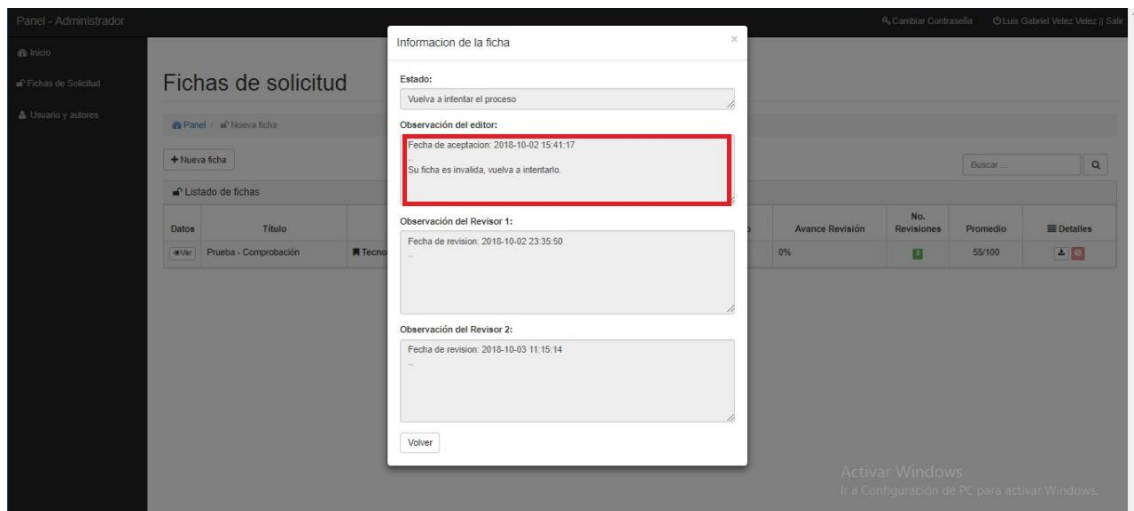 Panel - Administrador
Cambiar Contraseña
Luis Gabriel Velez Velez || Salir
Inicio
Fichas de Solicitud
Usuario y autores
Fichas de solicitud
Panel / Nueva ficha
+ Nueva ficha
Buscar ...
Listado de fichas
Datos Título Avance Revisión No. Revisiones Promedio Detalles
Ver Prueba - Comprobación Tecno 0% 2 55/100
Informacion de la ficha ×
Estado:
Vuelva a intentar el proceso
Observación del editor:
Fecha de aceptacion: 2018-10-02 15:41:17
...
Su ficha es invalida, vuelva a intentarlo.
Observación del Revisor 1:
Fecha de revision: 2018-10-02 23:35:50
...
Observación del Revisor 2:
Fecha de revision: 2018-10-03 11:15:14
...
Volver
Activar Windows
Ir a Configuración de PC para activar Windows.